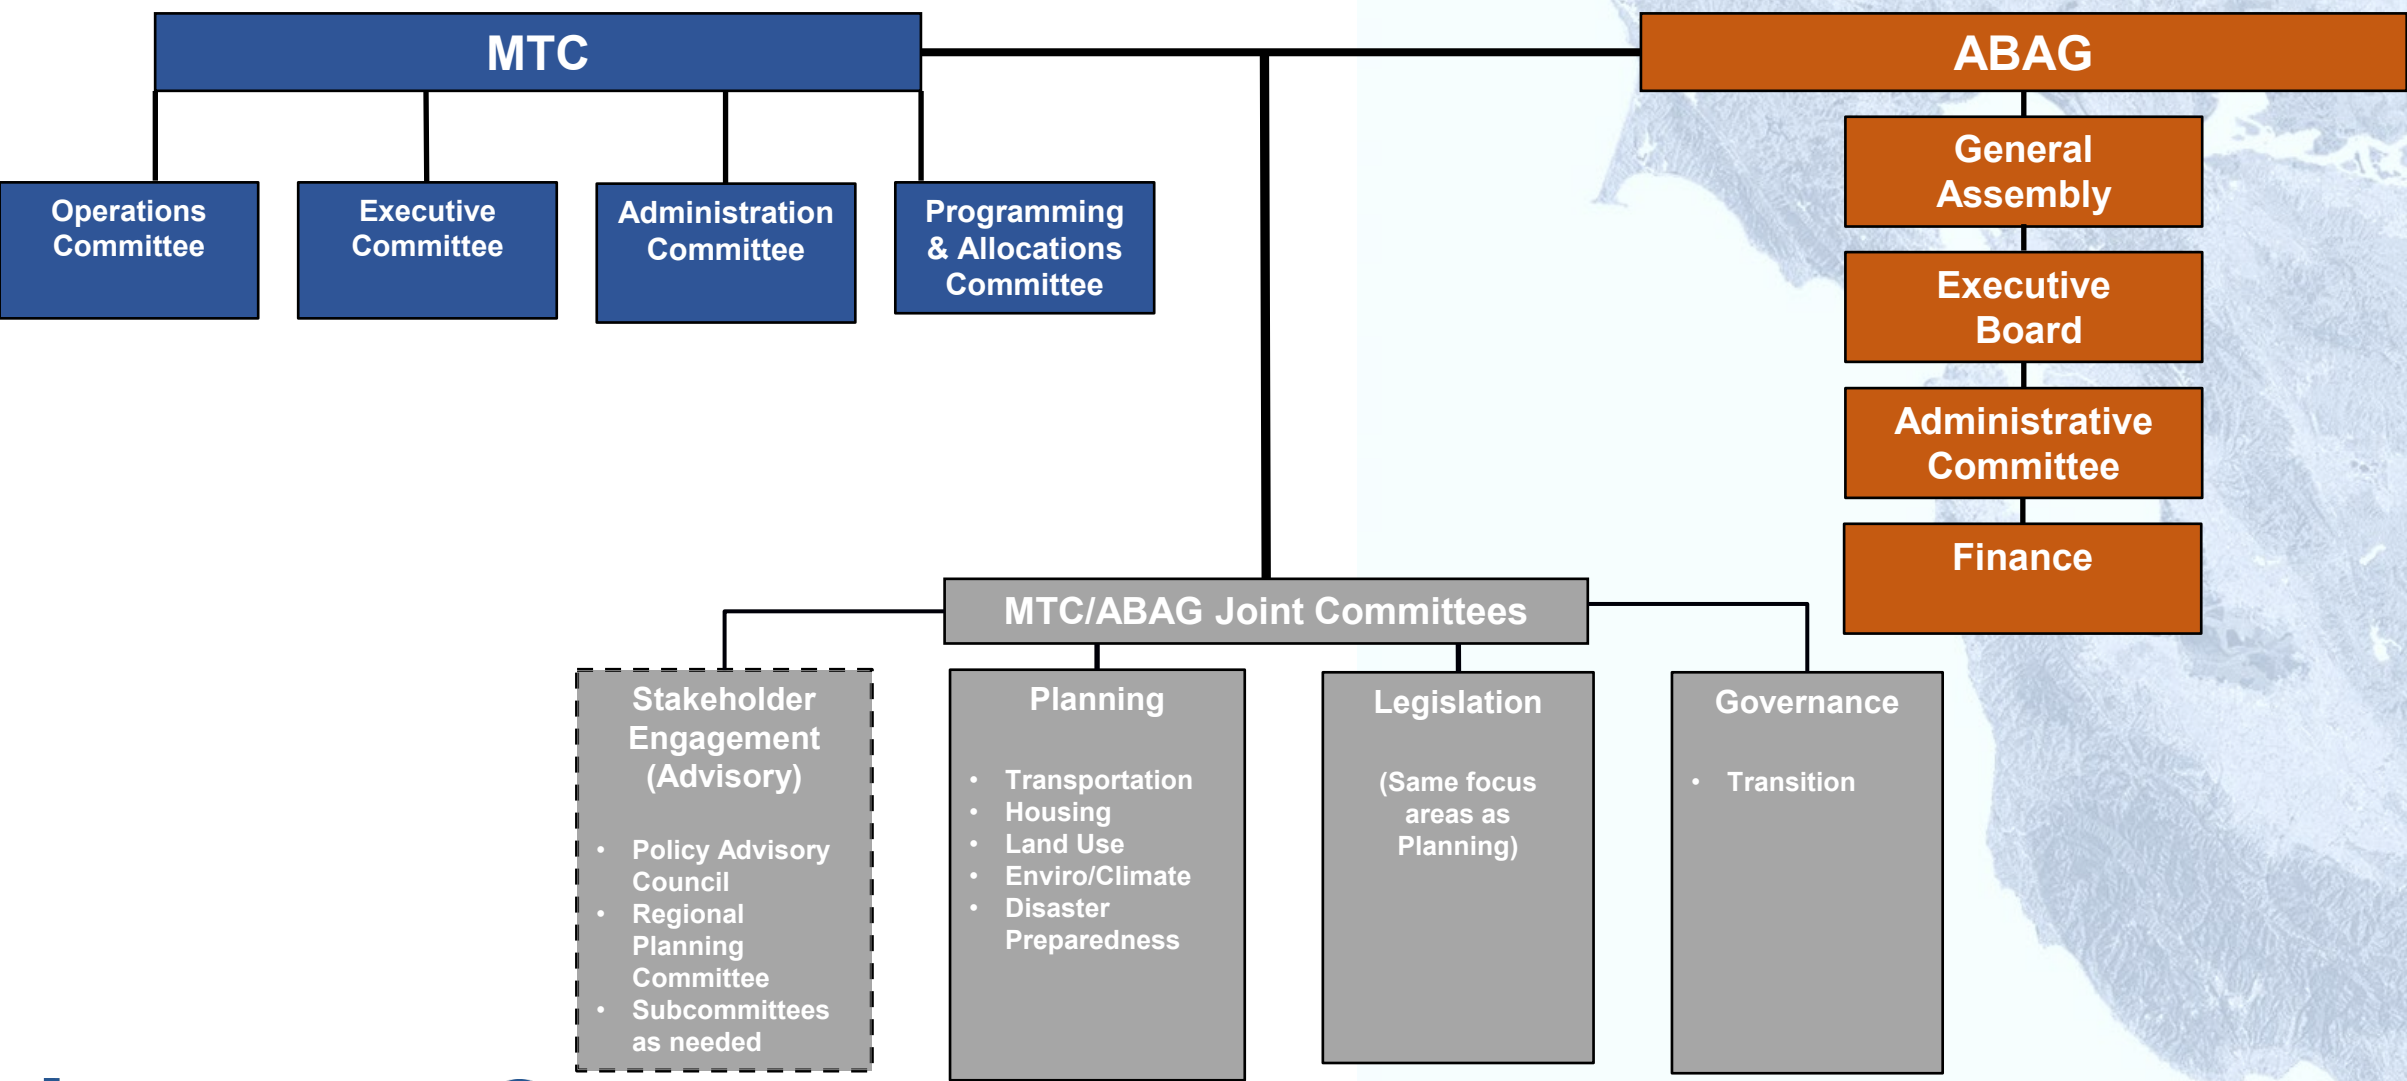 MTC
ABAG
Operations
Committee
Executive
Committee
Administration
Committee
Programming
& Allocations
Committee
General
Assembly
Executive
Board
Administrative
Committee
Finance
MTC/ABAG Joint Committees
Stakeholder
Engagement
(Advisory)
• Policy Advisory
Council
• Regional
Planning
Committee
• Subcommittees
as needed
Planning
• Transportation
• Housing
• Land Use
• Enviro/Climate
• Disaster
Preparedness
Legislation
(Same focus
areas as
Planning)
Governance
• Transition